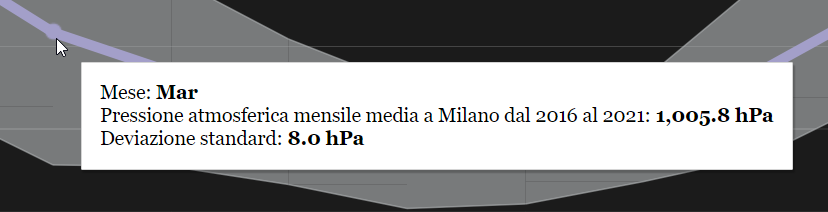 Mese: Mar
Pressione atmosferica mensile media a Milano dal 2016 al 2021: 1,005.8 hPa
Deviazione standard: 8.0 hPa